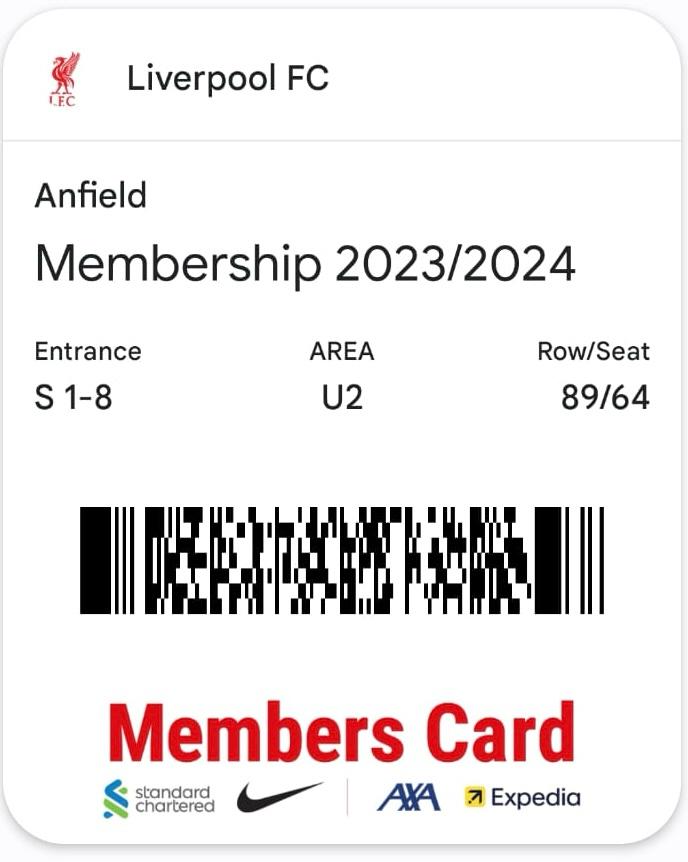 L.F.C
Liverpool FC
Anfield
Membership 2023/2024
Entrance AREA Row/Seat
S 1-8 U2 89/64
Members Card
standard chartered AXA Expedia